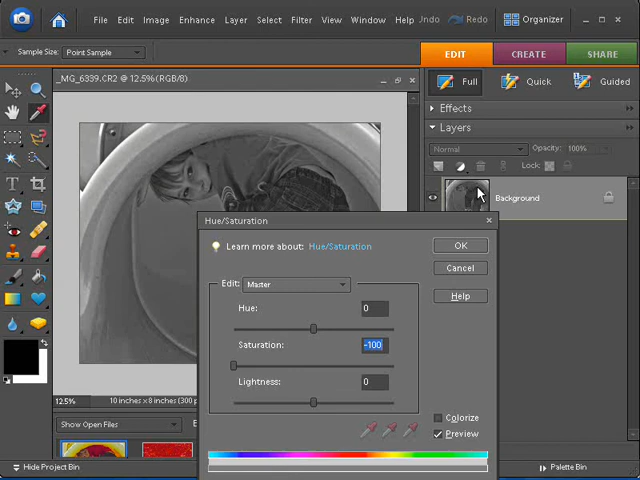 File Edit Image Enhance Layer Select Filter View Window Help Undo Redo Organizer
Sample Size: Point Sample EDIT CREATE SHARE
_MG_6339.CR2 @ 12.5%(RGB/8) Full Quick Guided
Effects
Layers
Normal Opacity: 100%
Lock:
Background
Hue/Saturation
Learn more about: Hue/Saturation OK
Cancel
Edit: Master
Help
Hue: 0
Saturation: -100
Lightness: 0
Colorize
Preview
12.5% 10 inches x 8 inches (300 p
Show Open Files
Hide Project Bin Palette Bin